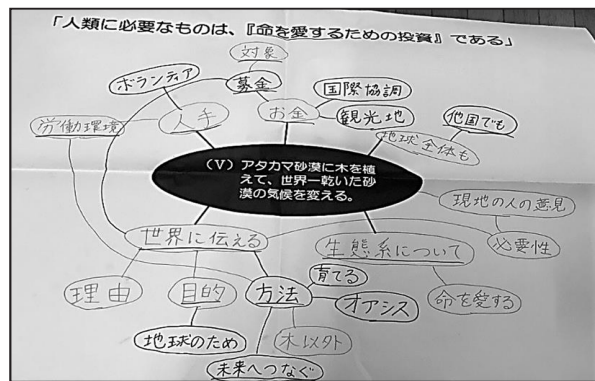 「人類に必要なものは、『命を愛するための投資』である」
対象
ボランティア
募金
国際協調
労働環境
人手
お金
観光地
他国でも
地球全体も
(V) アタカマ砂漠に木を植
えて、世界一乾いた砂
漠の気候を変える。
現地の人の意見
世界に伝える
生態系について
必要性
育てる
理由
目的
方法
オアシス
命を愛する
地球のため
木以外
未来へつなぐ